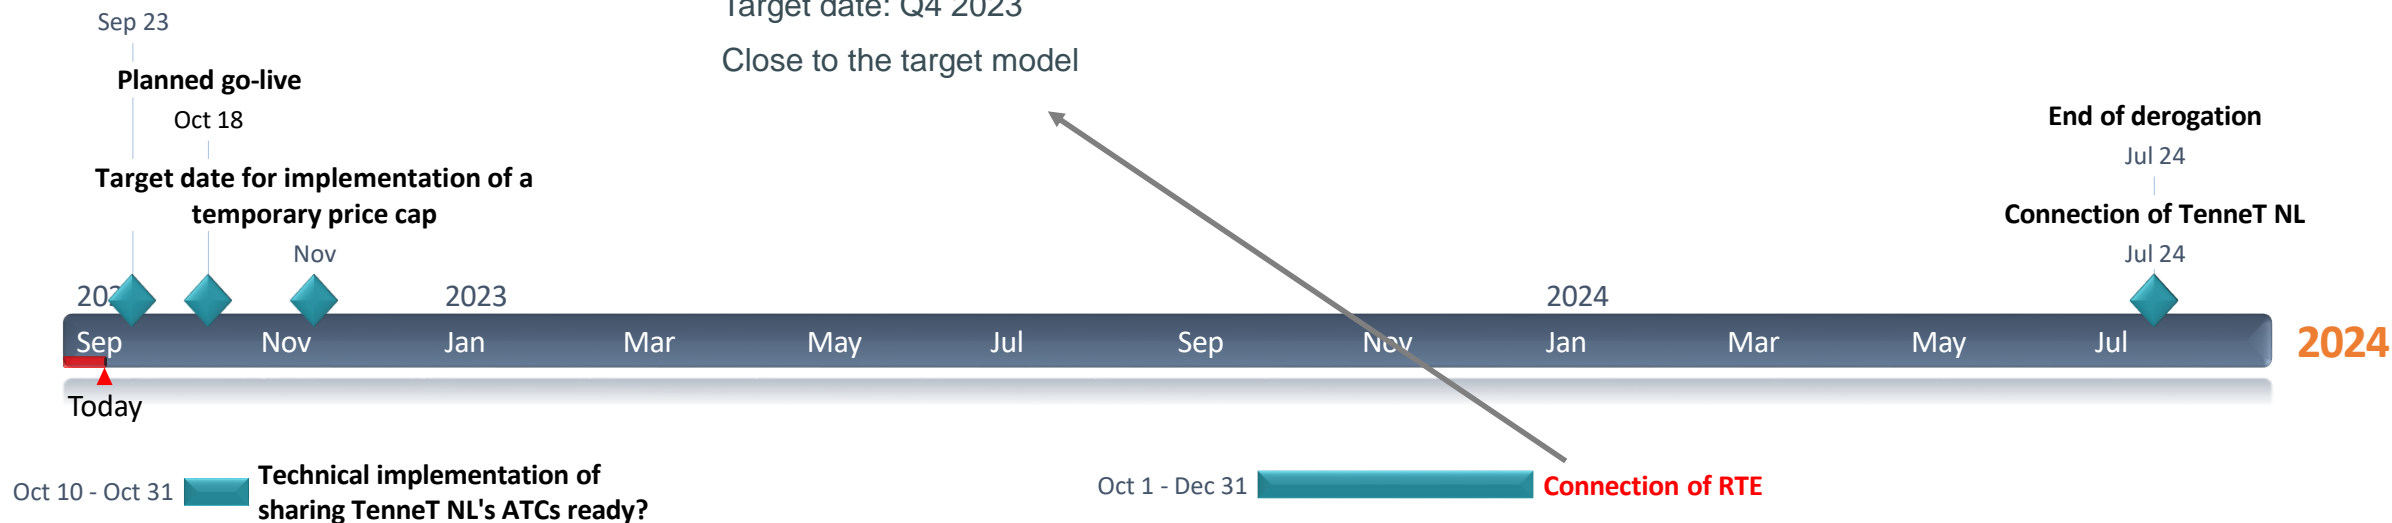 Target date: Q4 2023
Close to the target model
Sep 23
Planned go-live
Oct 18
Target date for implementation of a
temporary price cap
Nov
End of derogation
Jul 24
Connection of TenneT NL
Jul 24
2023
2024
Sep
Nov
Jan
Mar
May
Jul
Sep
Nov
Jan
Mar
May
Jul
2024
Today
Oct 10 - Oct 31
Technical implementation of
sharing TenneT NL's ATCs ready?
Oct 1 - Dec 31
Connection of RTE